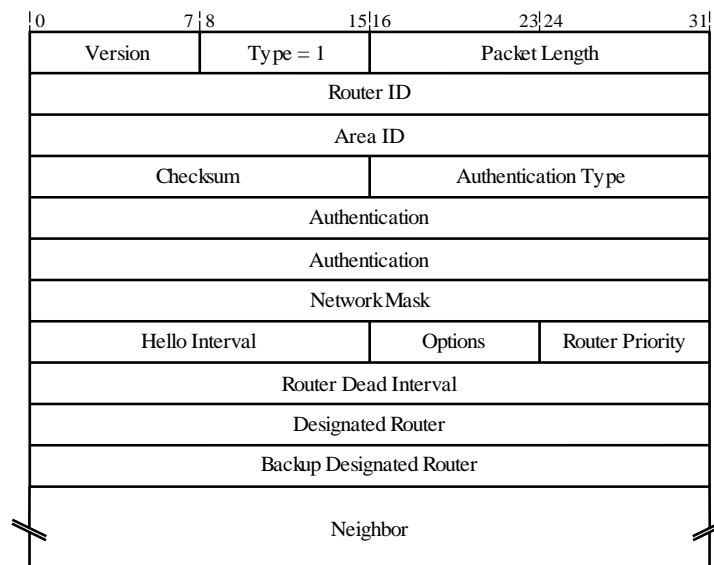 0 7 8 15 16 23 24 31
Version Type = 1 Packet Length
Router ID
Area ID
Checksum Authentication Type
Authentication
Authentication
Network Mask
Hello Interval Options Router Priority
Router Dead Interval
Designated Router
Backup Designated Router
Neighbor